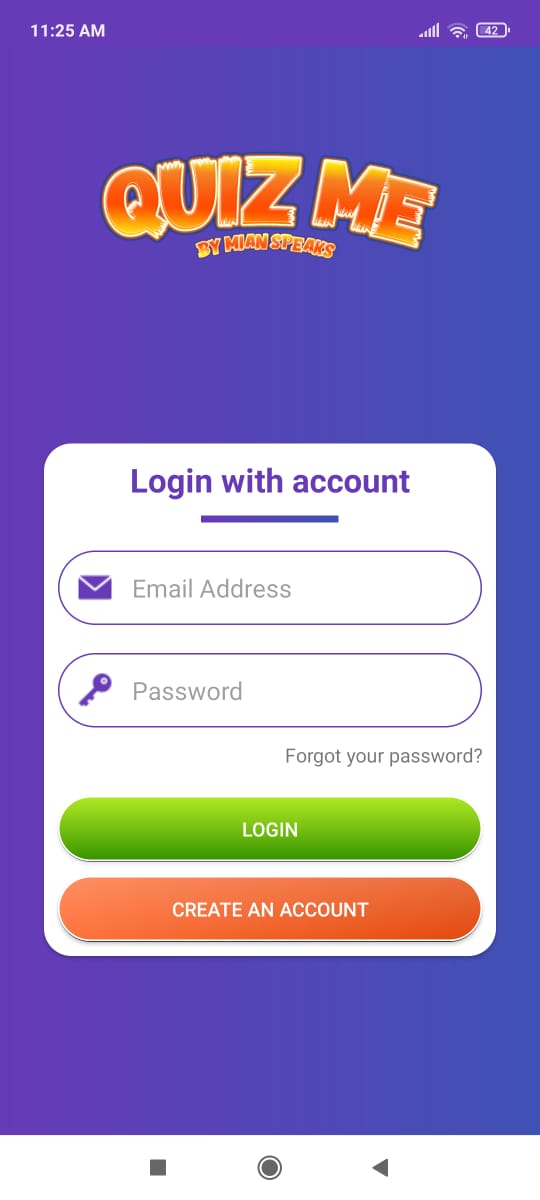 11:25 AM
42
QUIZ ME
BY MIAN SPEAKS
Login with account
Email Address
Password
Forgot your password?
LOGIN
CREATE AN ACCOUNT